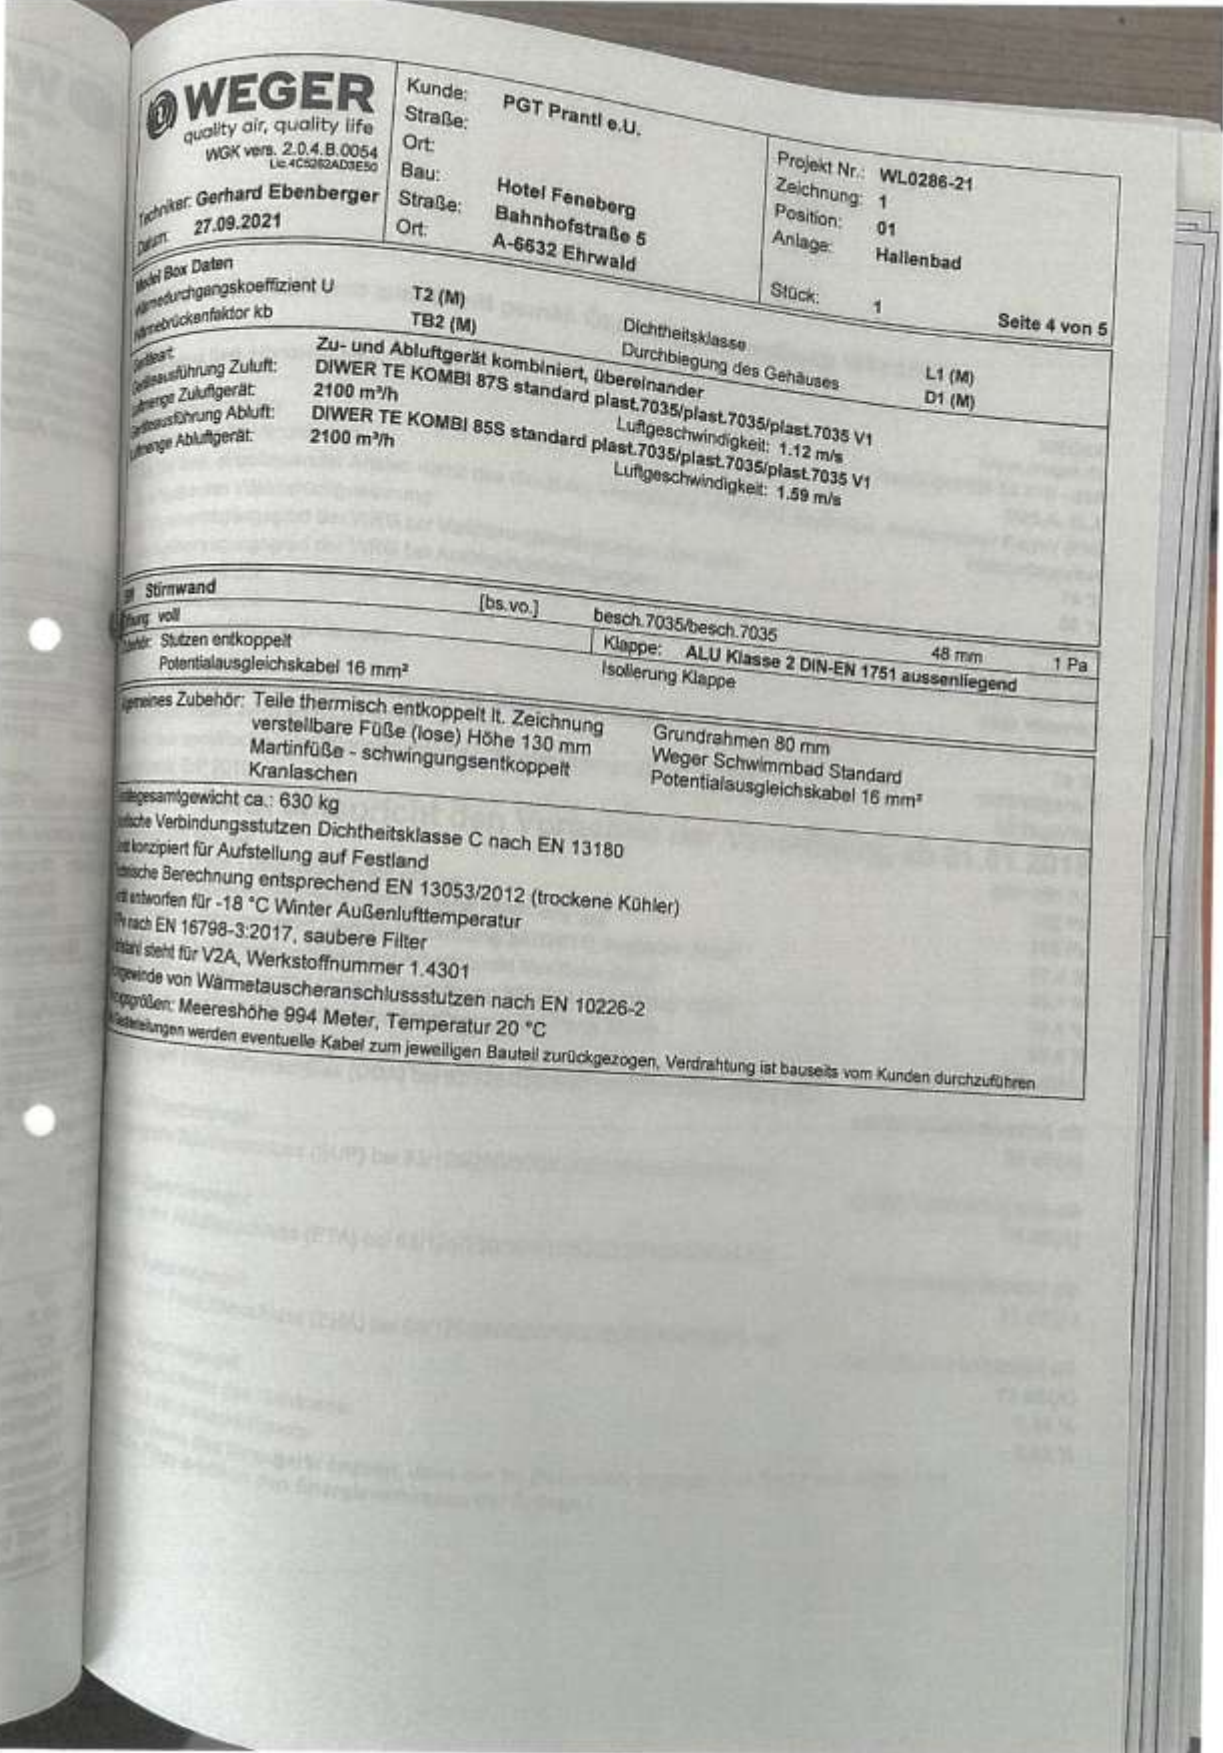 WEGER
quality air, quality life
WGK vers. 2.0.4.B.0054
Lic.4C5262AD3E50
Techniker: Gerhard Ebenberger
Datum: 27.09.2021
Kunde: PGT Prantl e.U.
Straße:
Ort:
Bau: Hotel Feneberg
Straße: Bahnhofstraße 5
Ort: A-6632 Ehrwald
Projekt Nr.: WL0286-21
Zeichnung: 1
Position: 01
Anlage: Hallenbad
Stück: 1
Seite 4 von 5
Model Box Daten
Wärmedurchgangskoeffizient U T2 (M) Dichtheitsklasse L1 (M)
Wärmebrückenfaktor kb TB2 (M) Durchbiegung des Gehäuses D1 (M)
Geräteart: Zu- und Abluftgerät kombiniert, übereinander
Geräteausführung Zuluft: DIWER TE KOMBI 87S standard plast.7035/plast.7035/plast.7035 V1
Luftmenge Zuluftgerät: 2100 m³/h Luftgeschwindigkeit: 1.12 m/s
Geräteausführung Abluft: DIWER TE KOMBI 85S standard plast.7035/plast.7035/plast.7035 V1
Luftmenge Abluftgerät: 2100 m³/h Luftgeschwindigkeit: 1.59 m/s
Stirnwand [bs.vo.] besch.7035/besch.7035 48 mm 1 Pa
voll Klappe: ALU Klasse 2 DIN-EN 1751 aussenliegend
Stutzen entkoppelt Isolierung Klappe
Potentialausgleichskabel 16 mm²
Zubehör: Teile thermisch entkoppelt lt. Zeichnung Grundrahmen 80 mm
verstellbare Füße (lose) Höhe 130 mm Weger Schwimmbad Standard
Martinfüße - schwingungsentkoppelt Potentialausgleichskabel 16 mm²
Kranlaschen
ca.: 630 kg
Verbindungsstutzen Dichtheitsklasse C nach EN 13180
konzipiert für Aufstellung auf Festland
Berechnung entsprechend EN 13053/2012 (trockene Kühler)
entworfen für -18 °C Winter Außenlufttemperatur
nach EN 16798-3:2017, saubere Filter
steht für V2A, Werkstoffnummer 1.4301
von Wärmetauscheranschlussstutzen nach EN 10226-2
Meereshöhe 994 Meter, Temperatur 20 °C
werden eventuelle Kabel zum jeweiligen Bauteil zurückgezogen, Verdrahtung ist bauseits vom Kunden durchzuführen